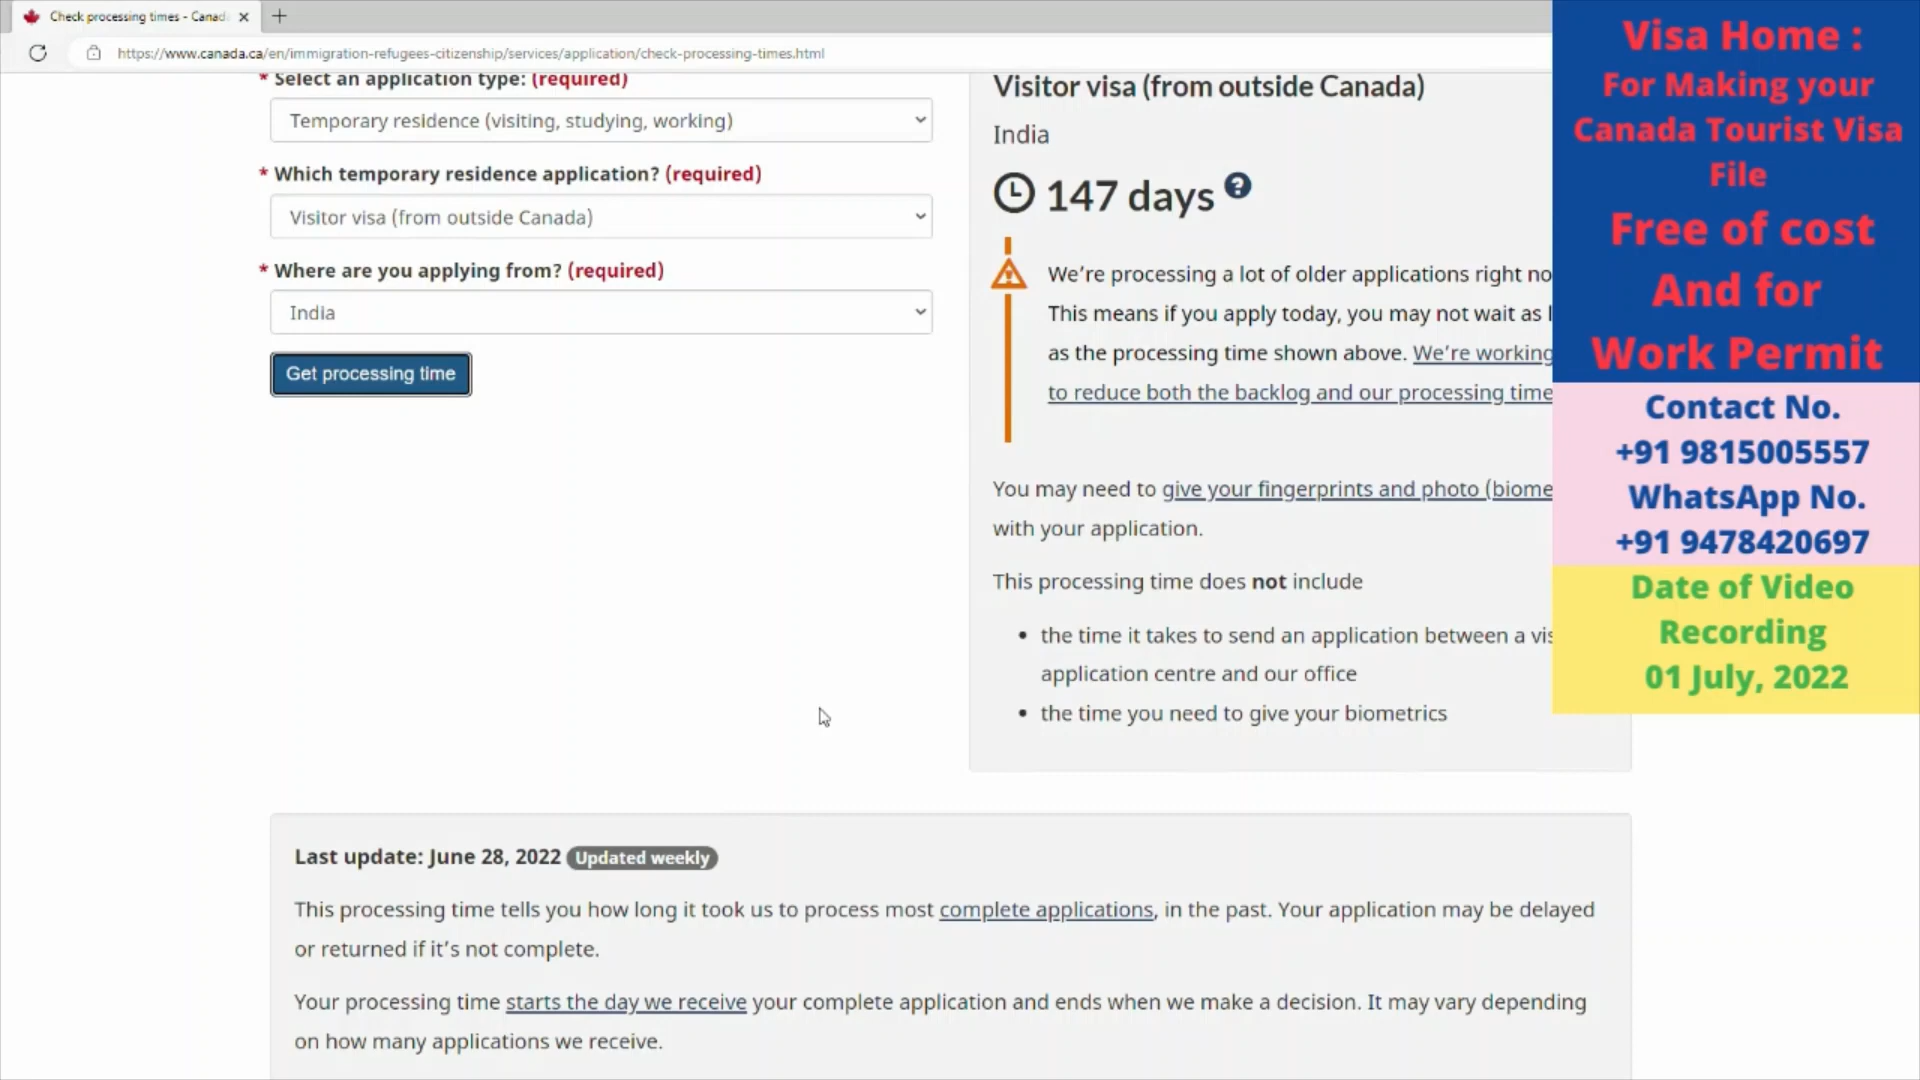 Check processing times - Canad
https://www.canada.ca/en/immigration-refugees-citizenship/services/application/check-processing-times.html
* Select an application type: (required)
Temporary residence (visiting, studying, working)
* Which temporary residence application? (required)
Visitor visa (from outside Canada)
* Where are you applying from? (required)
India
Get processing time
Visitor visa (from outside Canada)
India
147 days ?
We're processing a lot of older applications right no
This means if you apply today, you may not wait as
as the processing time shown above. We're working
to reduce both the backlog and our processing time
You may need to give your fingerprints and photo (biome
with your application.
This processing time does not include
• the time it takes to send an application between a vis
application centre and our office
• the time you need to give your biometrics
Last update: June 28, 2022 Updated weekly
This processing time tells you how long it took us to process most complete applications, in the past. Your application may be delayed
or returned if it's not complete.
Your processing time starts the day we receive your complete application and ends when we make a decision. It may vary depending
on how many applications we receive.
Visa Home :
For Making your
Canada Tourist Visa
File
Free of cost
And for
Work Permit
Contact No.
+91 9815005557
WhatsApp No.
+91 9478420697
Date of Video
Recording
01 July, 2022